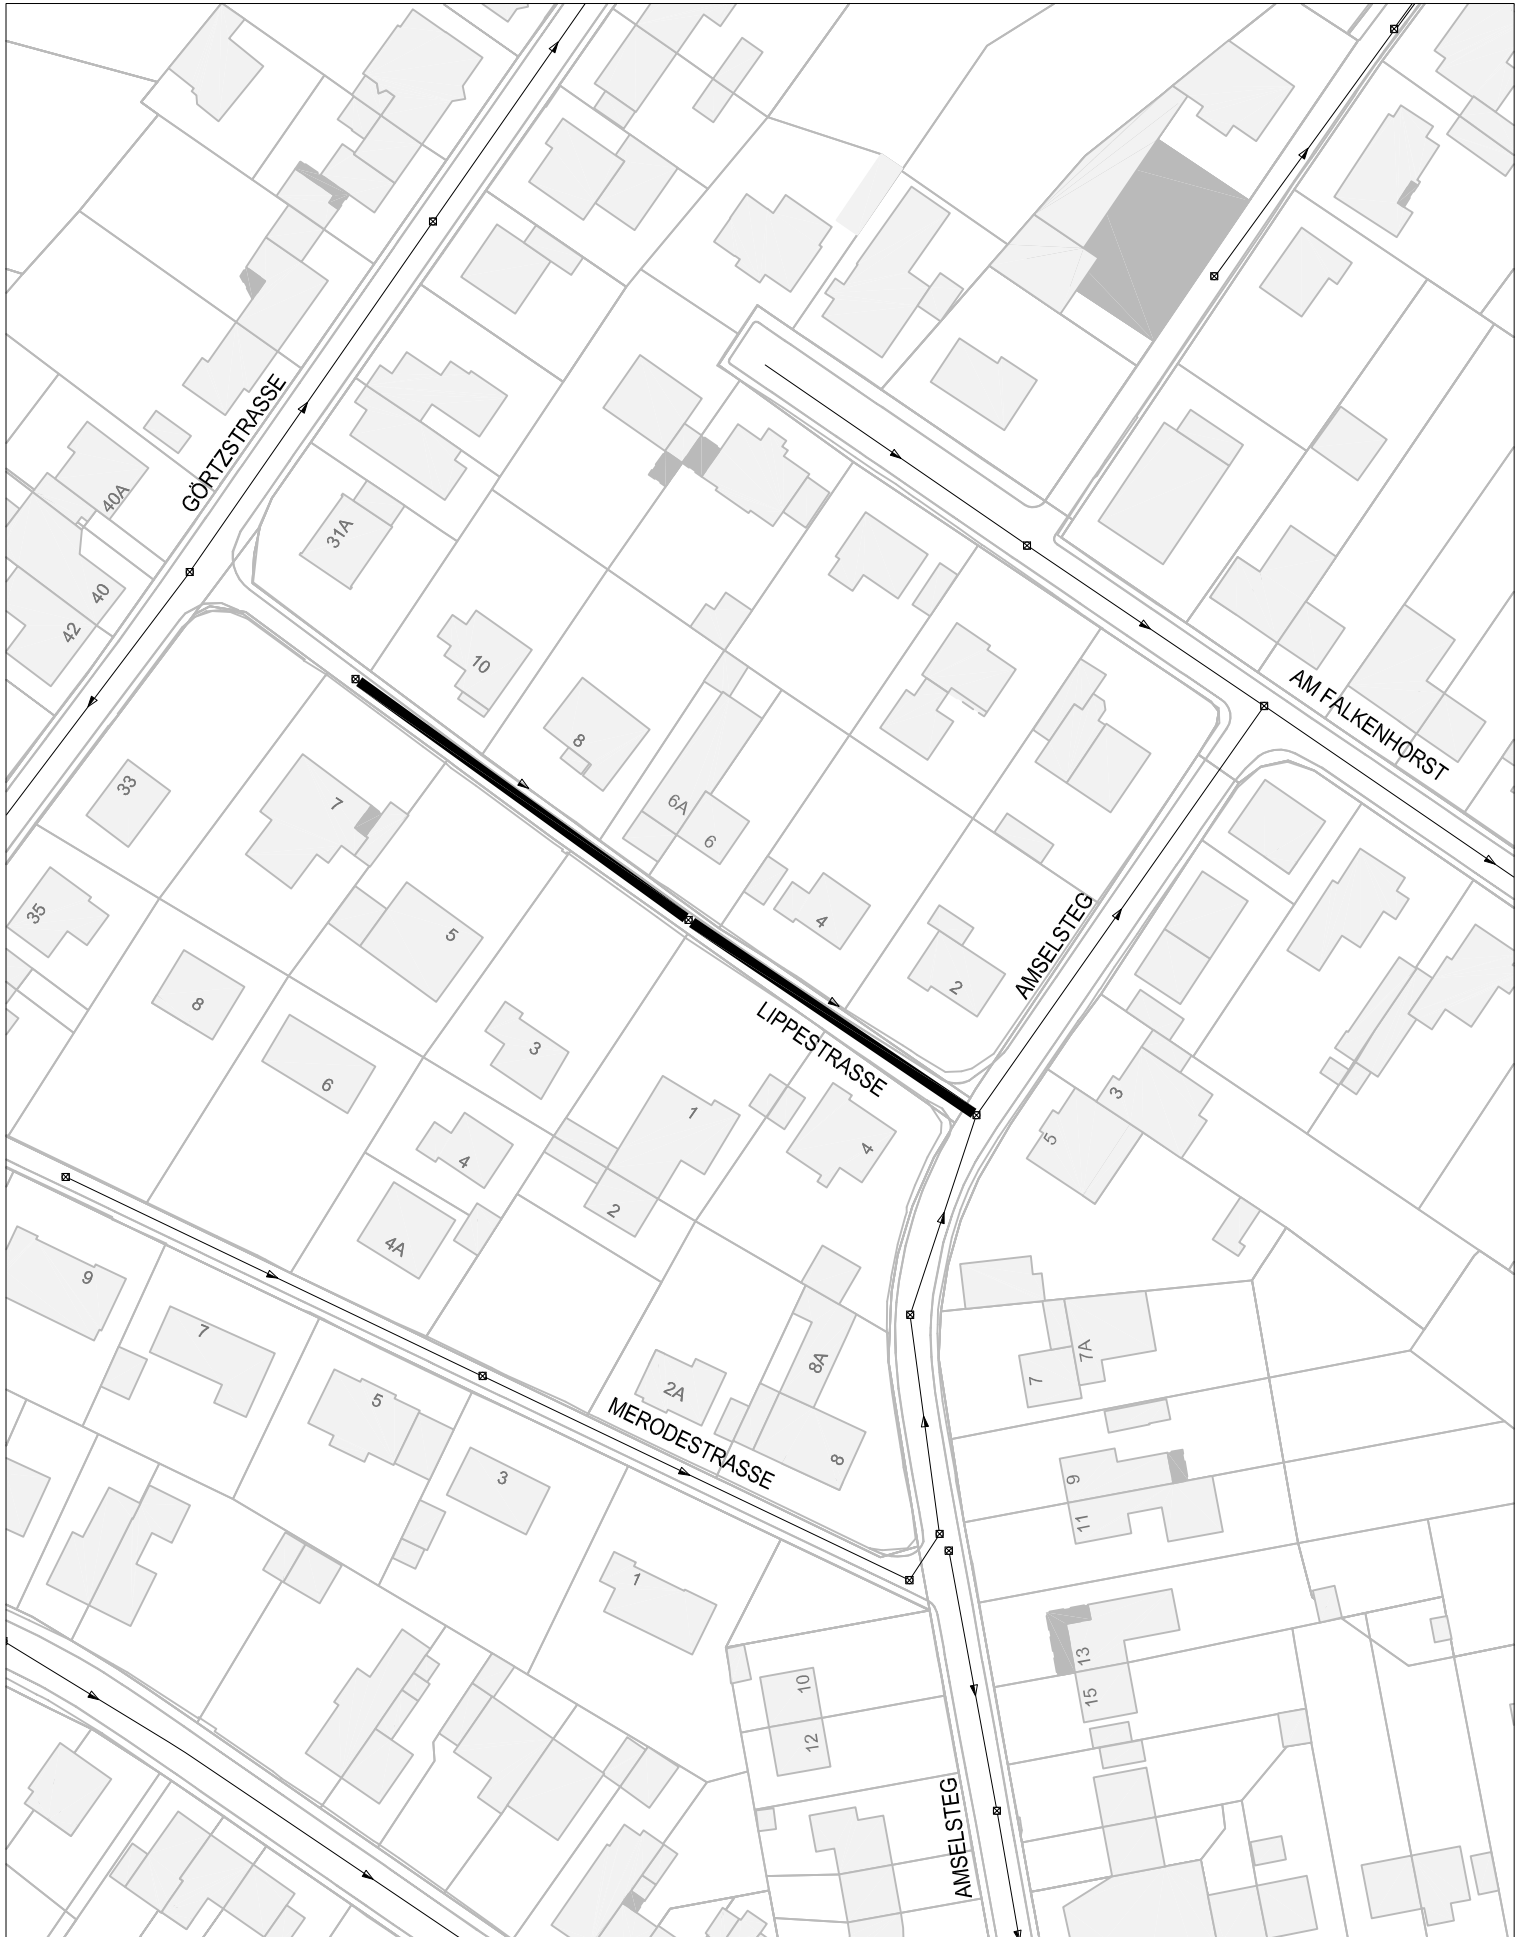 GÖRTZSTRASSE
40A
31A
40
42
10
AM FALKENHORST
8
33
7
6A
6
35
5
4
AMSELSTEG
2
8
LIPPESTRASSE
3
6
1
3
5
4
4
2
4A
9
7
7A
7
8A
2A
5
MERODESTRASSE
8
3
9
11
1
13
10
15
12
AMSELSTEG